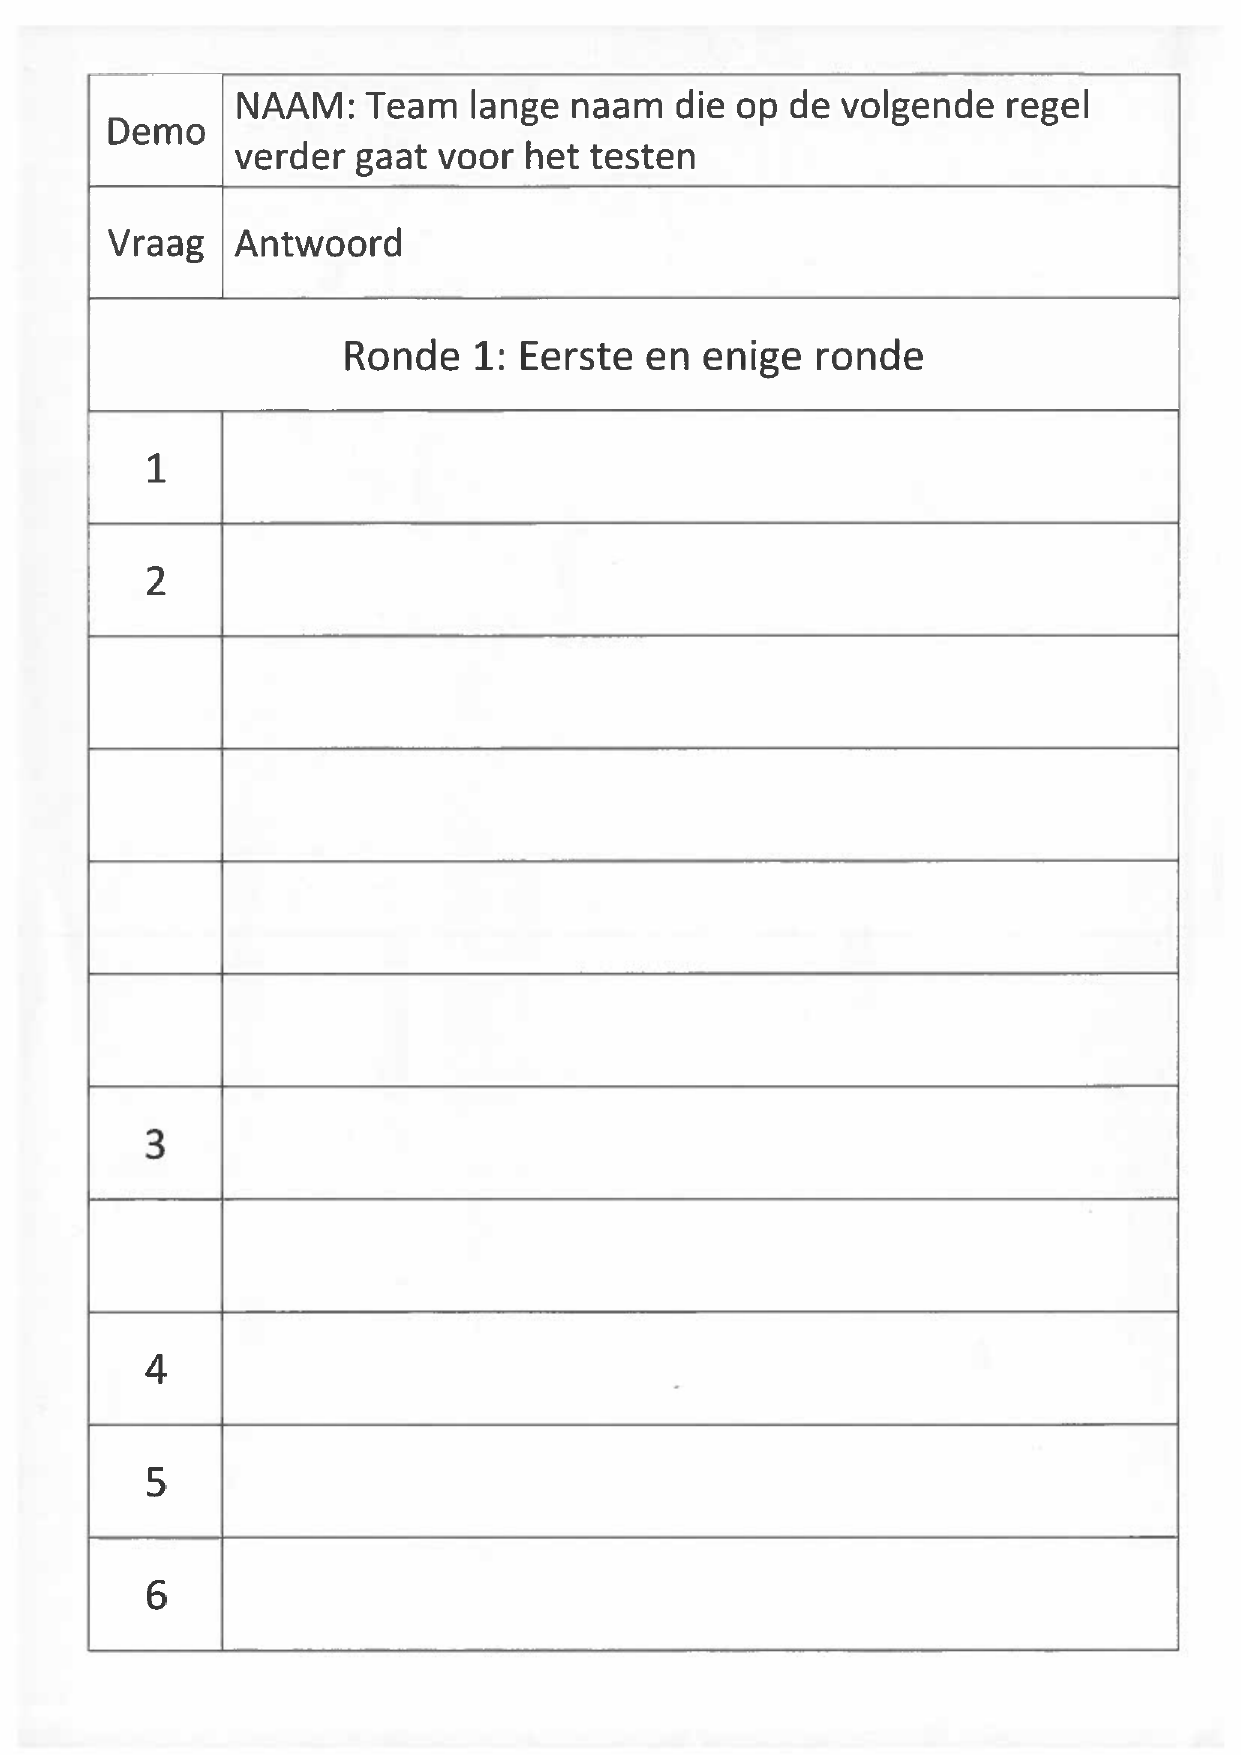 Demo
NAAM: Team lange naam die op de volgende regel
verder gaat voor het testen
Vraag
Antwoord
Ronde 1: Eerste en enige ronde
1
2
3
4
5
6